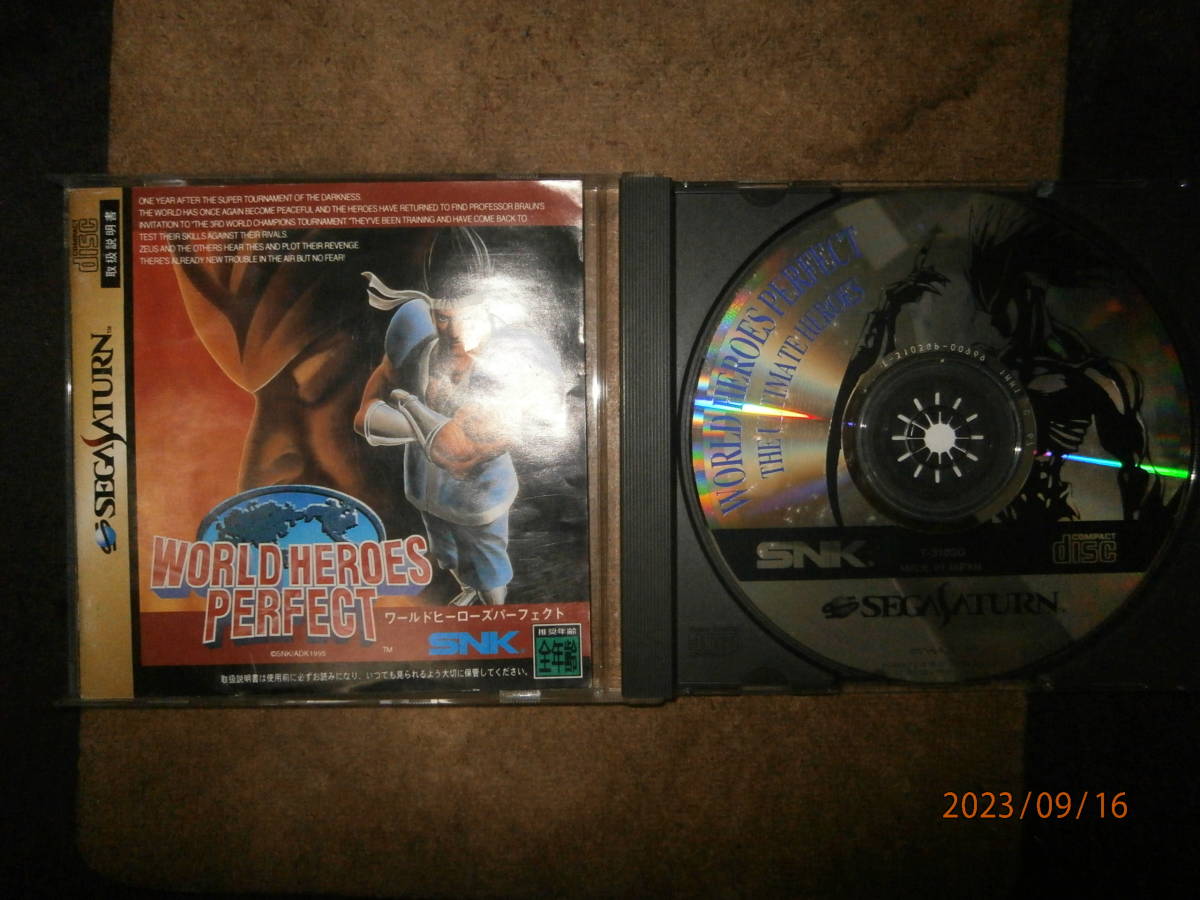 COMPACT
disc
取扱説明書
SEGA SATURN™
ONE YEAR AFTER THE SUPER TOURNAMENT OF THE DARKNESS.
THE WORLD HAS ONCE AGAIN BECOME PEACEFUL AND THE HEROES HAVE RETURNED TO FIND PROFESSOR BRAUN'S
INVITATION TO "THE 3RD WORLD CHAMPIONS TOURNAMENT" THEY'VE BEEN TRAINING AND HAVE COME BACK TO
TEST THEIR SKILLS AGAINST THEIR RIVALS.
ZEUS AND THE OTHERS HEAR THES AND PLOT THEIR REVENGE
THERE'S ALREADY NEW TROUBLE IN THE AIR BUT NO FEAR!
WORLD HEROES
PERFECT™
ワールドヒーローズパーフェクト
SNK®
推奨年齢
全年齢
©SNK/ADK 1995
取扱説明書は使用前に必ずお読みになり、いつでも見られるよう大切に保管してください。
WORLD HEROES PERFECT
THE ULTIMATE HEROES
SNK®
T-3103G
MADE IN JAPAN
COMPACT
disc
SEGA SATURN™
2023/09/16